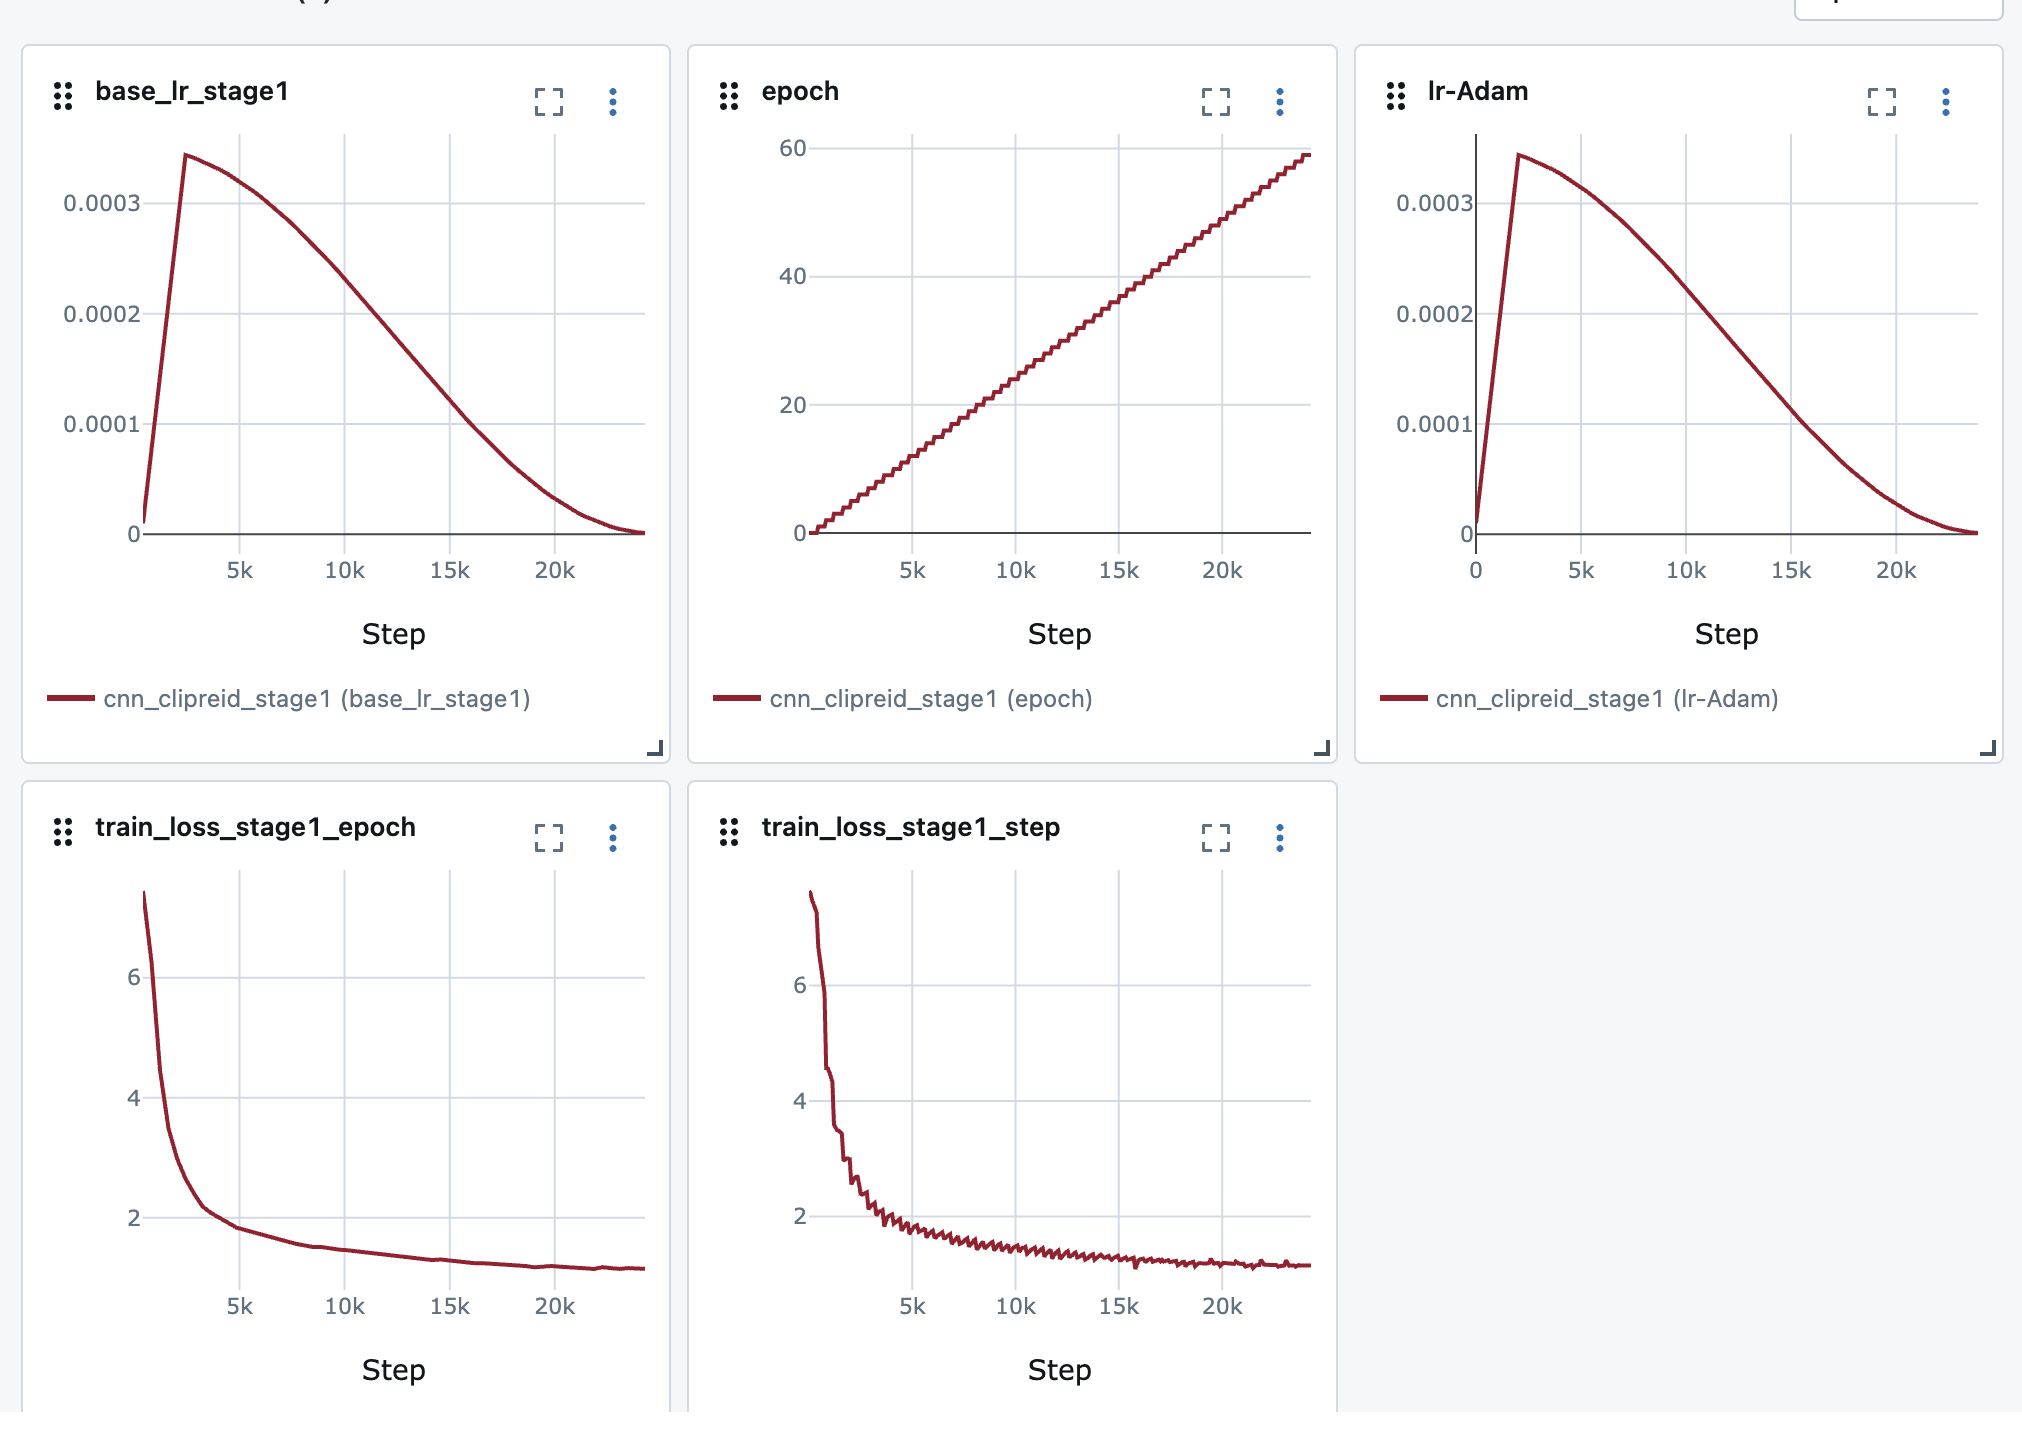 base_lr_stage1
0.0003
0.0002
0.0001
0
5k 10k 15k 20k
Step
cnn_clipreid_stage1 (base_lr_stage1)
epoch
60
40
20
0
5k 10k 15k 20k
Step
cnn_clipreid_stage1 (epoch)
lr-Adam
0.0003
0.0002
0.0001
0
0 5k 10k 15k 20k
Step
cnn_clipreid_stage1 (lr-Adam)
train_loss_stage1_epoch
6
4
2
5k 10k 15k 20k
Step
train_loss_stage1_step
6
4
2
5k 10k 15k 20k
Step